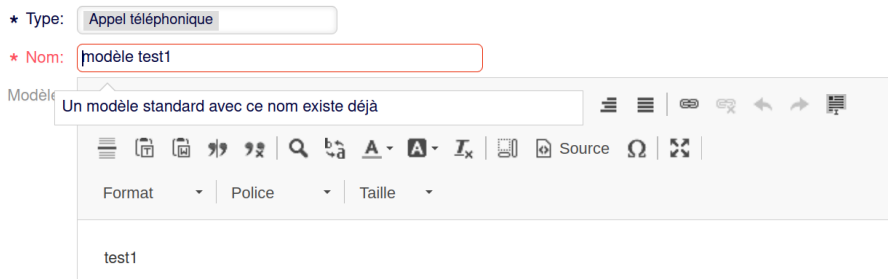 * Type: Appel téléphonique
* Nom: modèle test1
Modèle
Un modèle standard avec ce nom existe déjà
Source
Format Police Taille
test1